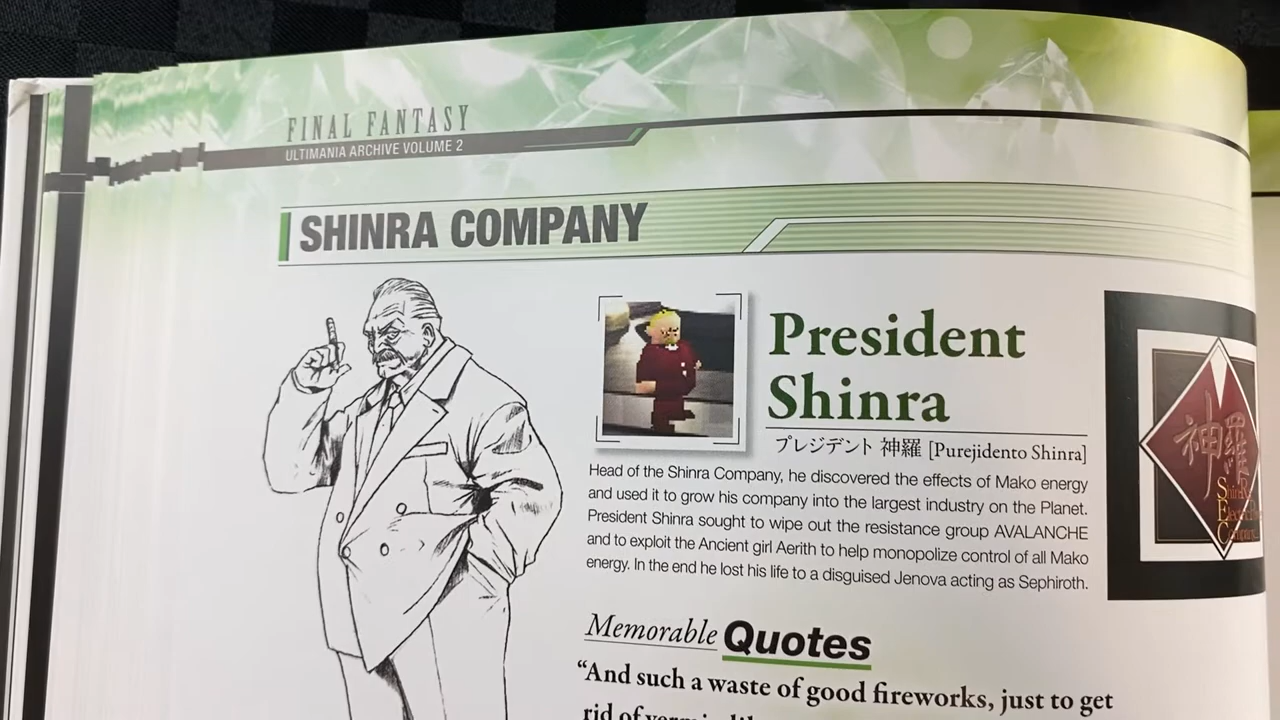 FINAL FANTASY
ULTIMANIA ARCHIVE VOLUME 2
SHINRA COMPANY
President
Shinra
プレジデント 神羅 [Purejidento Shinra]
Head of the Shinra Company, he discovered the effects of Mako energy
and used it to grow his company into the largest industry on the Planet.
President Shinra sought to wipe out the resistance group AVALANCHE
and to exploit the Ancient girl Aerith to help monopolize control of all Mako
energy. In the end he lost his life to a disguised Jenova acting as Sephiroth.
神羅
Memorable Quotes
“And such a waste of good fireworks, just to get
rid of